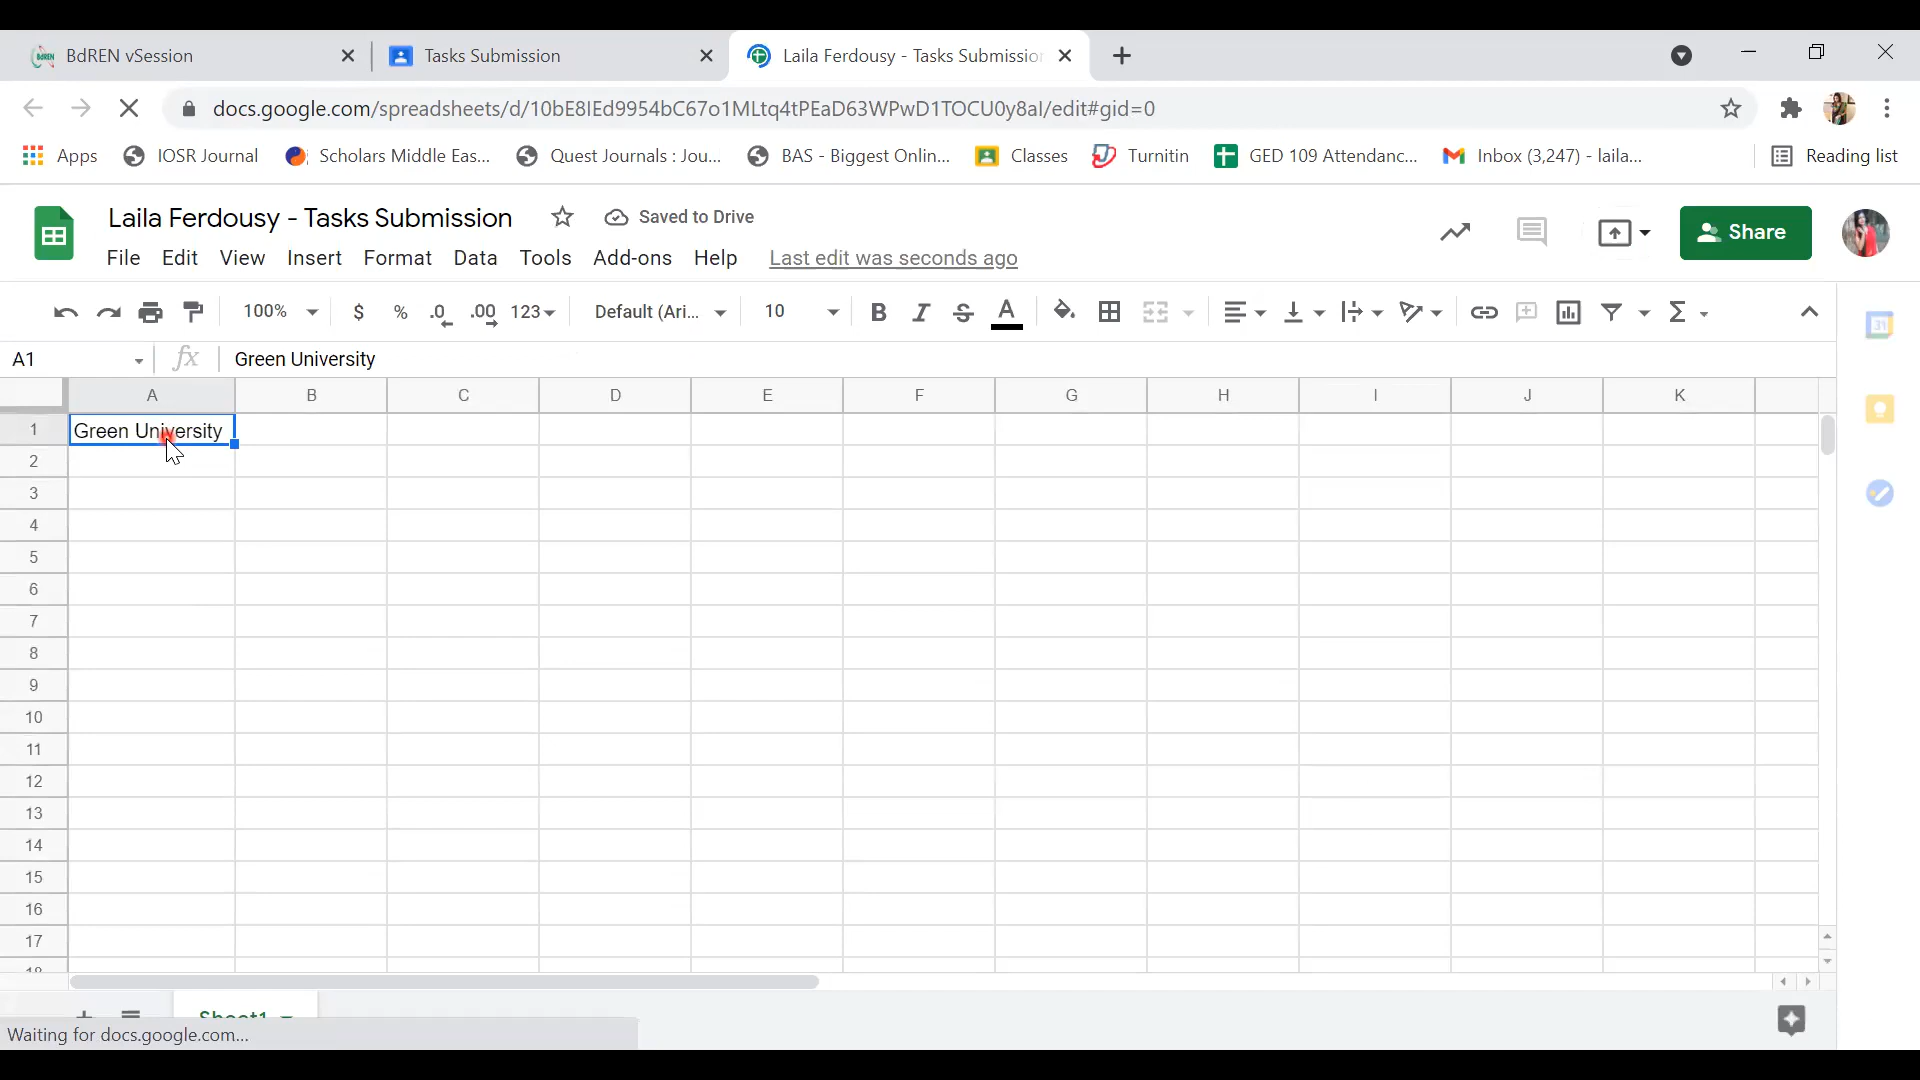 BdREN vSession
Tasks Submission
Laila Ferdousy - Tasks Submission
docs.google.com/spreadsheets/d/10bE8IEd9954bC67o1MLtq4tPEaD63WPwD1TOCU0y8aI/edit#gid=0
Apps
IOSR Journal
Scholars Middle Eas...
Quest Journals : Jou...
BAS - Biggest Onlin...
Classes
Turnitin
GED 109 Attendanc...
Inbox (3,247) - laila...
Reading list
Laila Ferdousy - Tasks Submission
Saved to Drive
Share
File Edit View Insert Format Data Tools Add-ons Help Last edit was seconds ago
100% $ % .0 .00 123 Default (Ari... 10 B I S A Σ
31
A1 fx Green University
A B C D E F G H I J K
1 Green University
2
3
4
5
6
7
8
9
10
11
12
13
14
15
16
17
18
Sheet1
Waiting for docs.google.com...